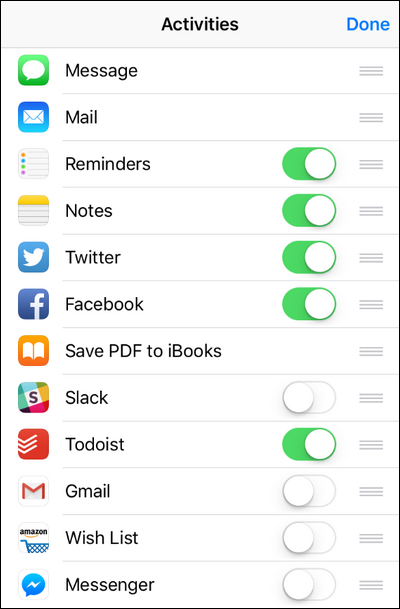 Activities
Done
Message
Mail
Reminders
Notes
Twitter
Facebook
Save PDF to iBooks
S Slack
Todoist
Gmail
amazon
Wish List
Messenger